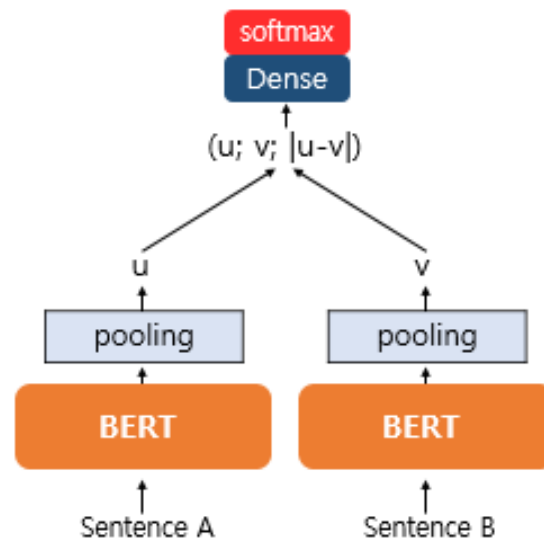 softmax
Dense
(u; v; |u-v|)
u v
pooling pooling
BERT BERT
Sentence A Sentence B